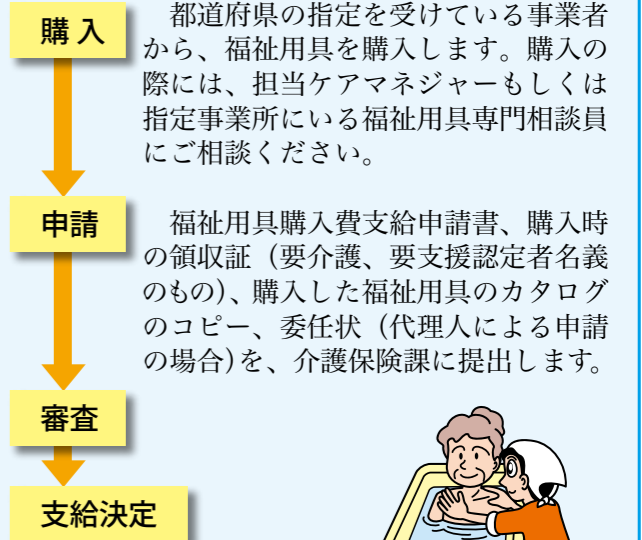 購 入
　都道府県の指定を受けている事業者
から、福祉用具を購入します。購入の
際には、担当ケアマネジャーもしくは
指定事業所にいる福祉用具専門相談員
にご相談ください。
申請
　福祉用具購入費支給申請書、購入時
の領収証（要介護、要支援認定者名義
のもの）、購入した福祉用具のカタログ
のコピー、委任状（代理人による申請
の場合）を、介護保険課に提出します。
審査
支給決定